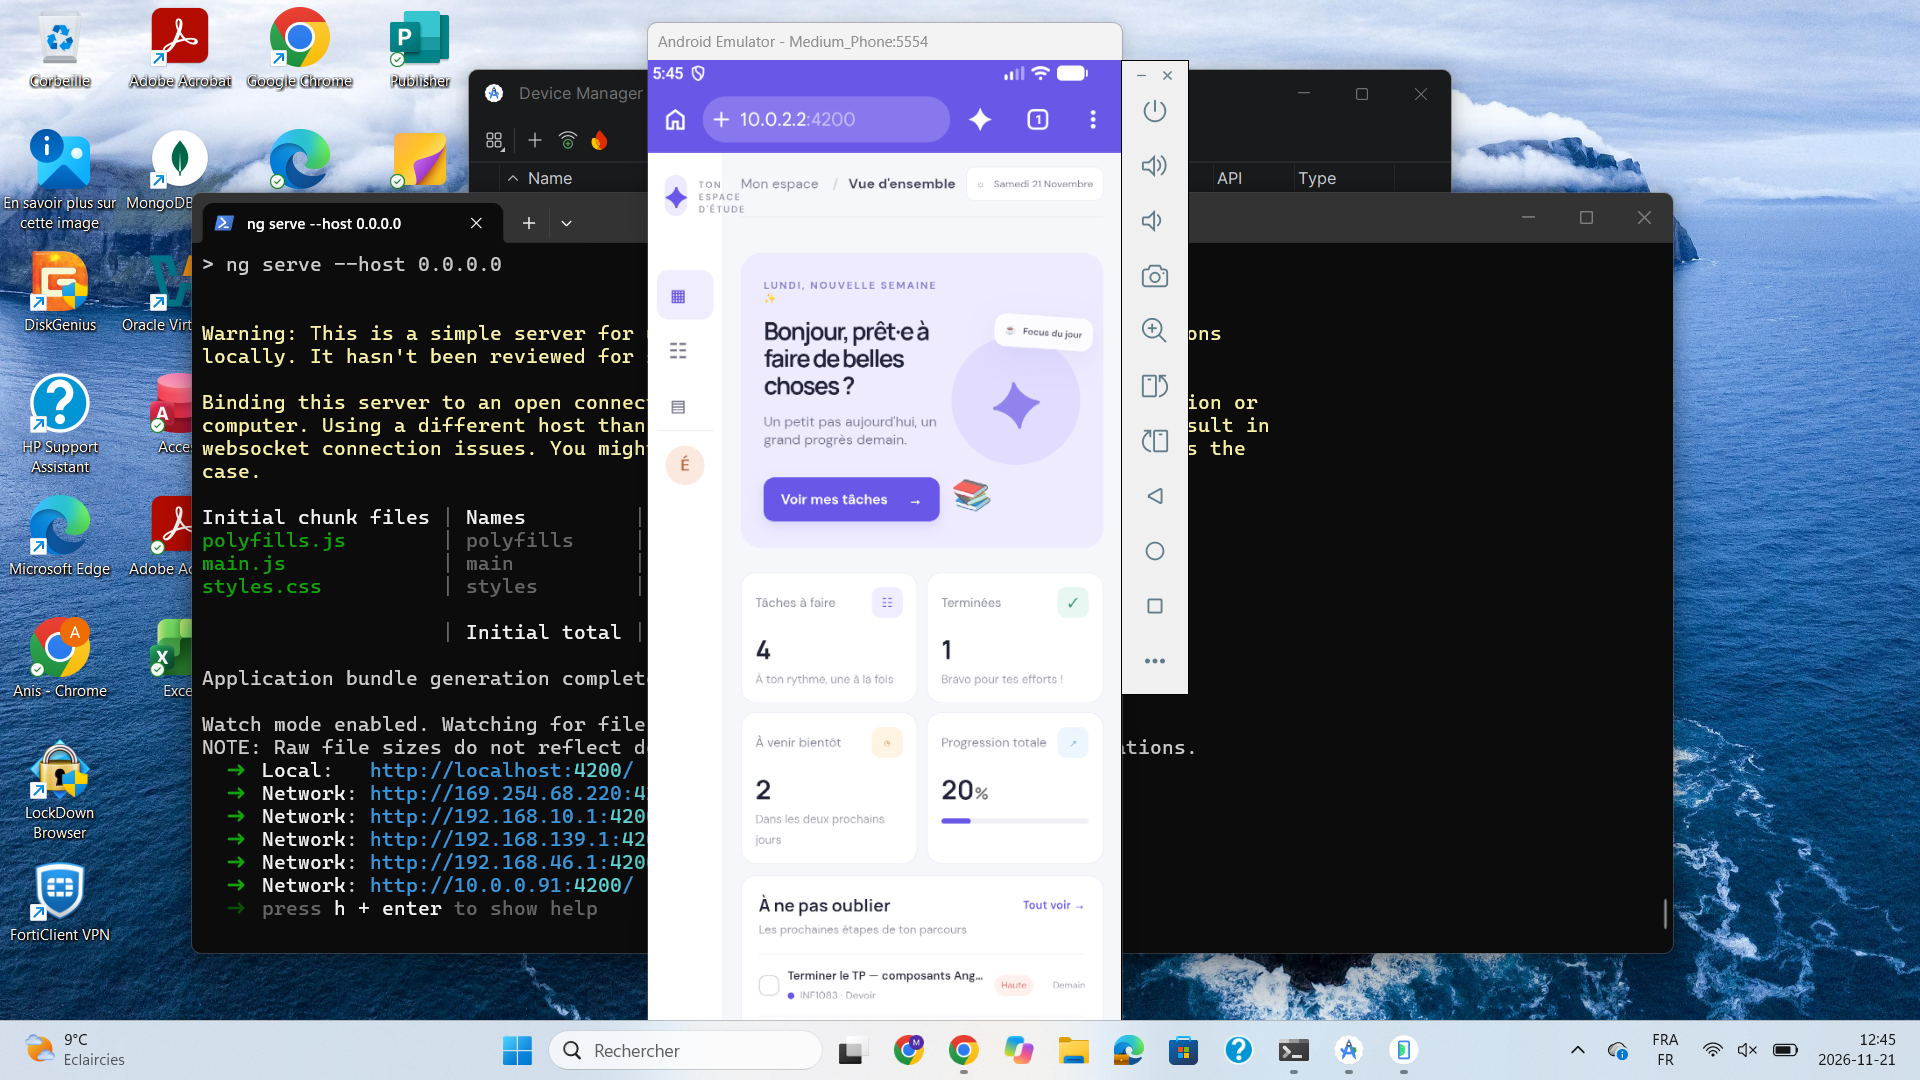 Corbeille
Adobe Acrobat
Google Chrome
Publisher
En savoir plus sur
cette image
MongoDB
DiskGenius
Oracle Virt
HP Support
Assistant
Acce
Microsoft Edge
Adobe Ac
Anis - Chrome
Exce
LockDown
Browser
FortiClient VPN
Device Manager
Name
API
Type
ng serve --host 0.0.0.0
> ng serve --host 0.0.0.0
Warning: This is a simple server for
ons
locally. It hasn't been reviewed for
Binding this server to an open connec
ion or
computer. Using a different host than
sult in
websocket connection issues. You migh
s the
case.
Initial chunk files | Names |
polyfills.js | polyfills |
main.js | main |
styles.css | styles |
| Initial total |
Application bundle generation complet
Watch mode enabled. Watching for file
NOTE: Raw file sizes do not reflect d
ations.
➜ Local: http://localhost:4200/
➜ Network: http://169.254.68.220:42
➜ Network: http://192.168.10.1:4200
➜ Network: http://192.168.139.1:420
➜ Network: http://192.168.46.1:4200
➜ Network: http://10.0.0.91:4200/
➜ press h + enter to show help
Android Emulator - Medium_Phone:5554
5:45
10.0.2.2:4200
1
TON
ESPACE
D'ÉTUDE
Mon espace / Vue d'ensemble
Samedi 21 Novembre
É
LUNDI, NOUVELLE SEMAINE
✨
Bonjour, prêt·e à
faire de belles
choses ?
Focus du jour
Un petit pas aujourd'hui, un
grand progrès demain.
Voir mes tâches →
Tâches à faire
4
À ton rythme, une à la fois
Terminées
✓
1
Bravo pour tes efforts !
À venir bientôt
2
Dans les deux prochains
jours
Progression totale
↗
20%
À ne pas oublier
Tout voir →
Les prochaines étapes de ton parcours
Terminer le TP — composants Ang...
INF1083 · Devoir
Haute
Demain
9°C
Eclaircies
Rechercher
FRA
FR
12:45
2026-11-21